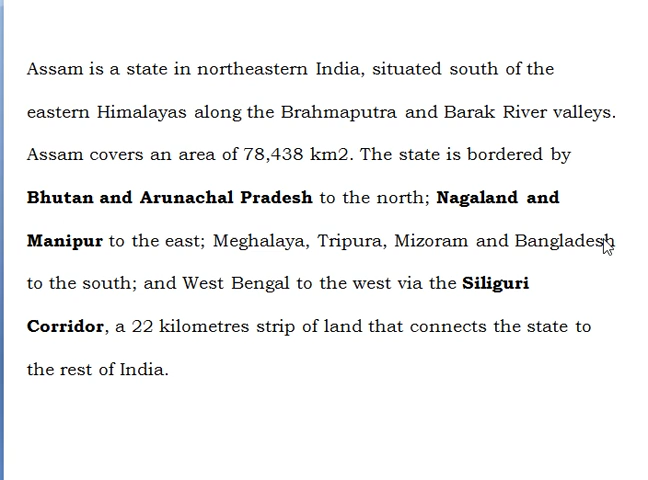 Assam is a state in northeastern India, situated south of the
eastern Himalayas along the Brahmaputra and Barak River valleys.
Assam covers an area of 78,438 km2. The state is bordered by
Bhutan and Arunachal Pradesh to the north; Nagaland and
Manipur to the east; Meghalaya, Tripura, Mizoram and Bangladesh
to the south; and West Bengal to the west via the Siliguri
Corridor, a 22 kilometres strip of land that connects the state to
the rest of India.